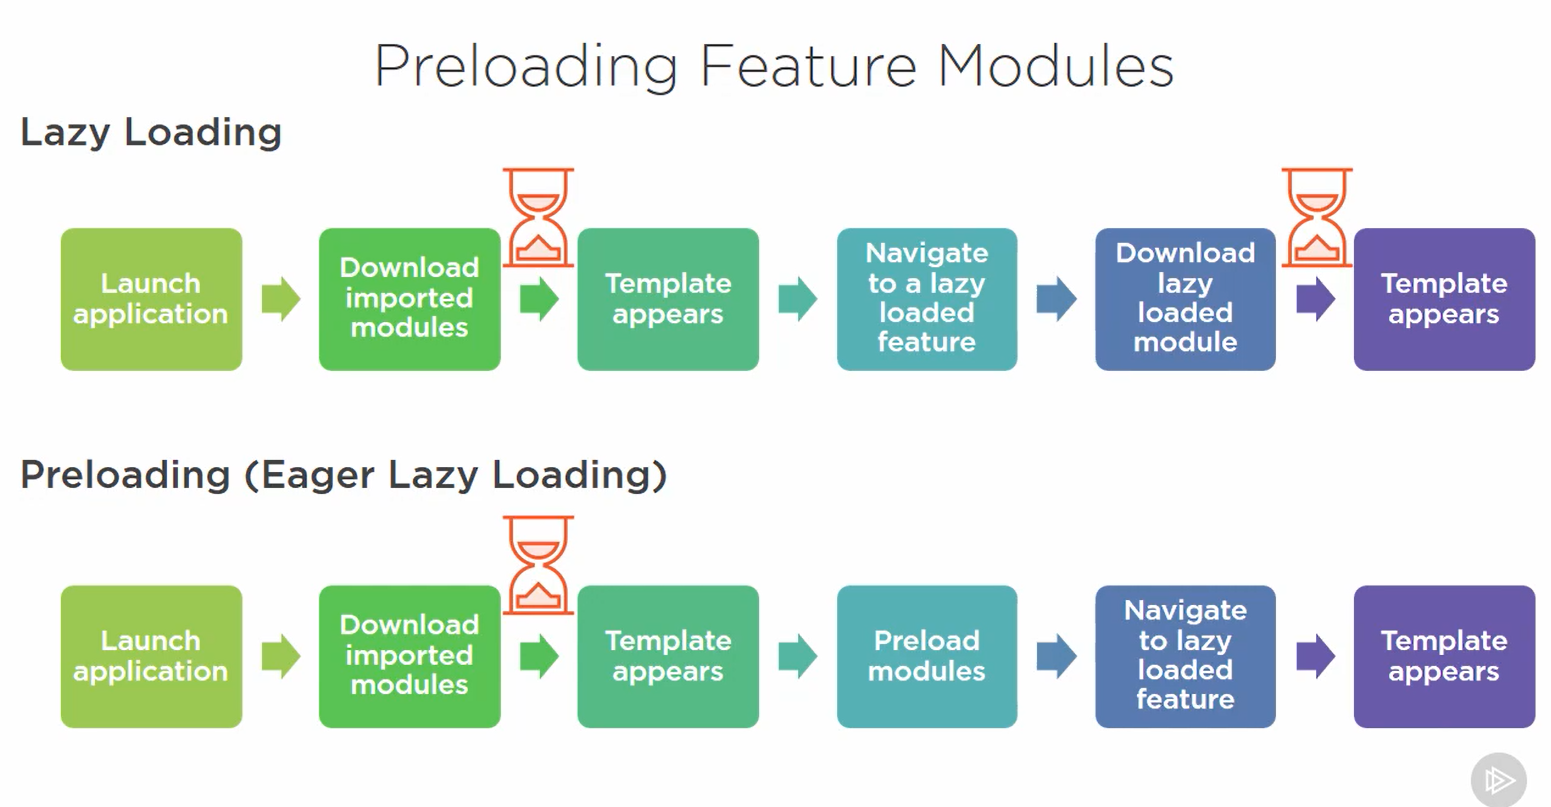 Preloading Feature Modules
Lazy Loading
Launch
application
Download
imported
modules
Template
appears
Navigate
to a lazy
loaded
feature
Download
lazy
loaded
module
Template
appears
Preloading (Eager Lazy Loading)
Launch
application
Download
imported
modules
Template
appears
Preload
modules
Navigate
to lazy
loaded
feature
Template
appears